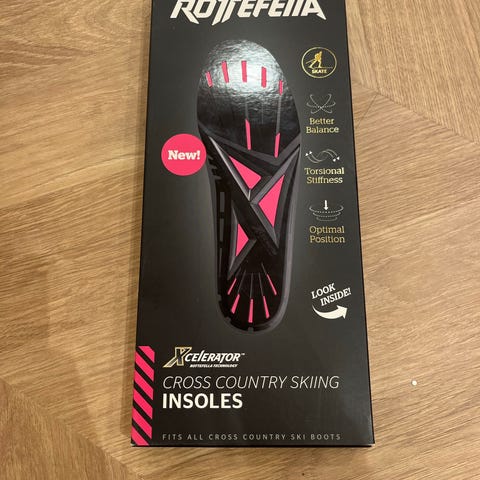 ROTTEFELLA
SKATE
Better
Balance
New!
Torsional
Stiffness
Optimal
Position
LOOK
INSIDE!
XCELERATOR™
ROTTEFELLA TECHNOLOGY
CROSS COUNTRY SKIING
INSOLES
FITS ALL CROSS COUNTRY SKI BOOTS